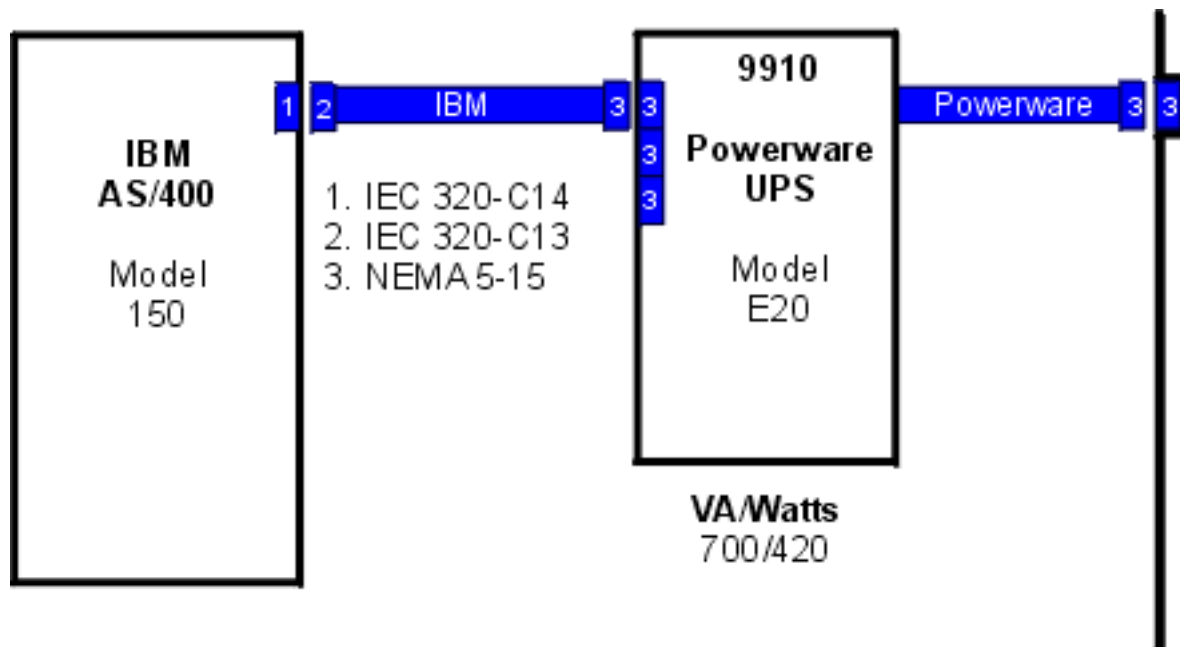 IBM
AS/400
Model
150
1
2
IBM
3
1. IEC 320-C14
2. IEC 320-C13
3. NEMA 5-15
3
3
3
9910
Powerware
UPS
Model
E20
VA/Watts
700/420
Powerware
3
3